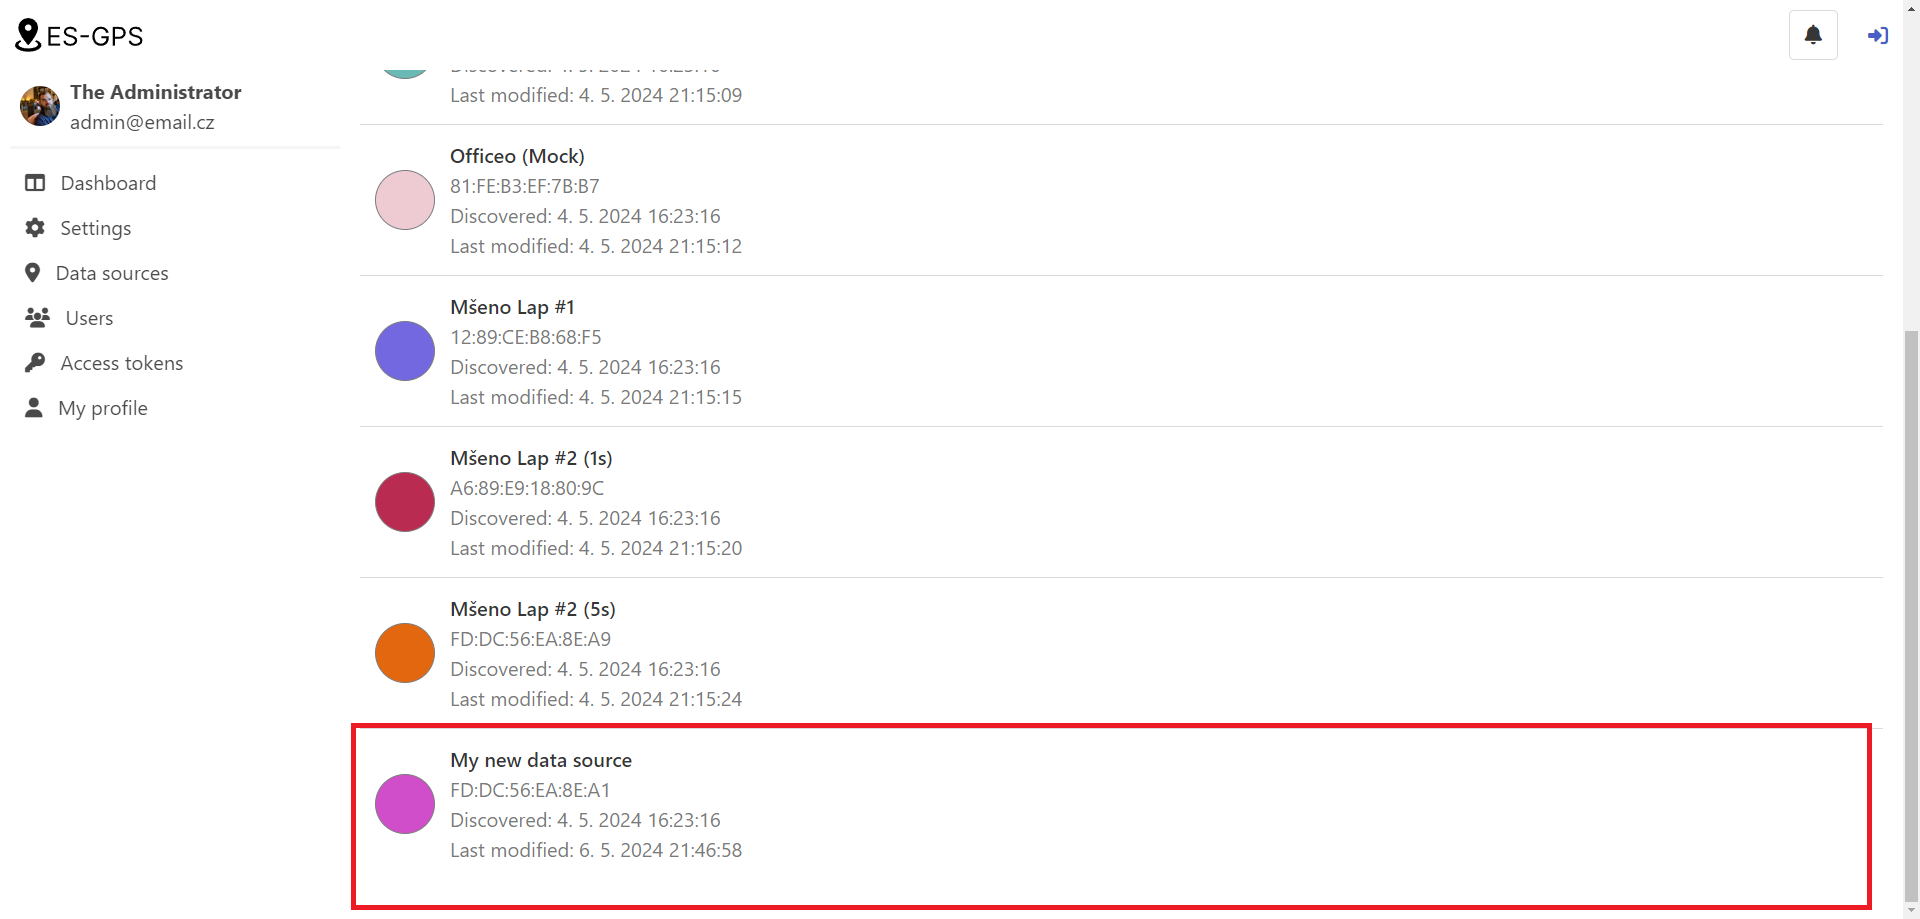 ES-GPS
The Administrator
admin@email.cz
Dashboard
Settings
Data sources
Users
Access tokens
My profile
Discovered: 4. 5. 2024 16:23:16
Last modified: 4. 5. 2024 21:15:09
Officeo (Mock)
81:FE:B3:EF:7B:B7
Discovered: 4. 5. 2024 16:23:16
Last modified: 4. 5. 2024 21:15:12
Mšeno Lap #1
12:89:CE:B8:68:F5
Discovered: 4. 5. 2024 16:23:16
Last modified: 4. 5. 2024 21:15:15
Mšeno Lap #2 (1s)
A6:89:E9:18:80:9C
Discovered: 4. 5. 2024 16:23:16
Last modified: 4. 5. 2024 21:15:20
Mšeno Lap #2 (5s)
FD:DC:56:EA:8E:A9
Discovered: 4. 5. 2024 16:23:16
Last modified: 4. 5. 2024 21:15:24
My new data source
FD:DC:56:EA:8E:A1
Discovered: 4. 5. 2024 16:23:16
Last modified: 6. 5. 2024 21:46:58